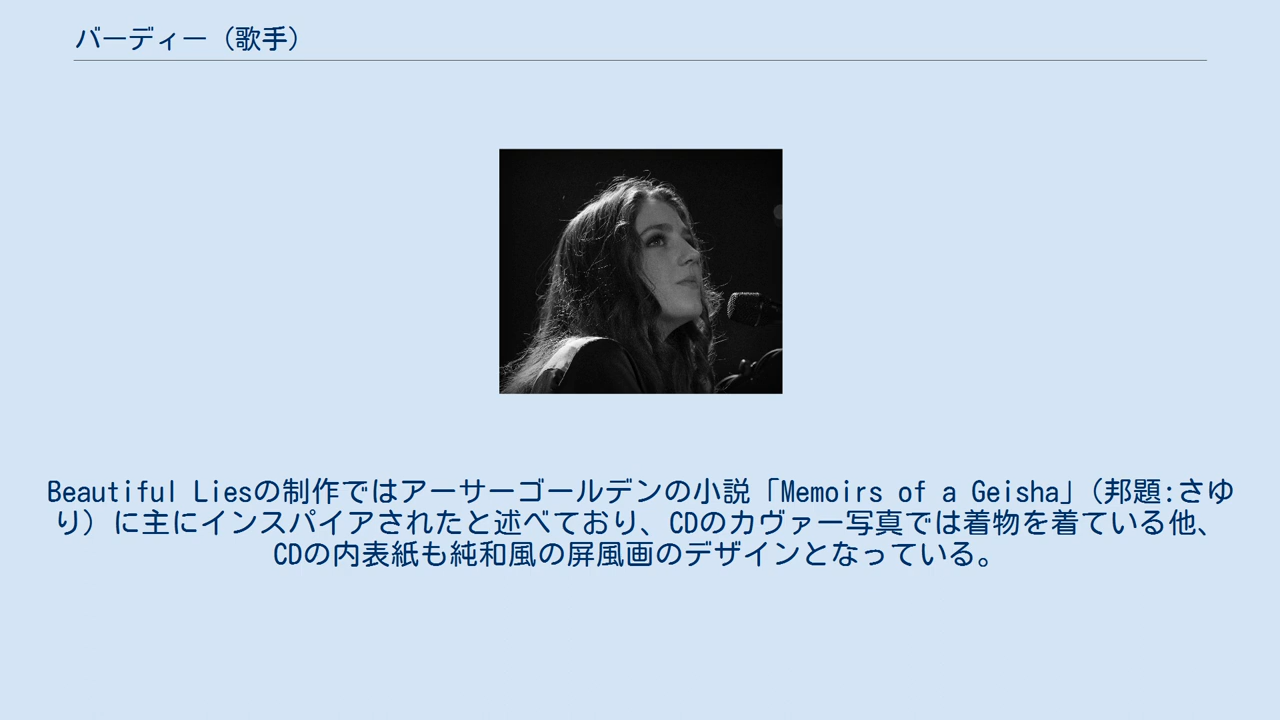 バーディー（歌手）
Beautiful Liesの制作ではアーサーゴールデンの小説「Memoirs of a Geisha」（邦題:さゆ
り）に主にインスパイアされたと述べており、CDのカヴァー写真では着物を着ている他、
CDの内表紙も純和風の屏風画のデザインとなっている。